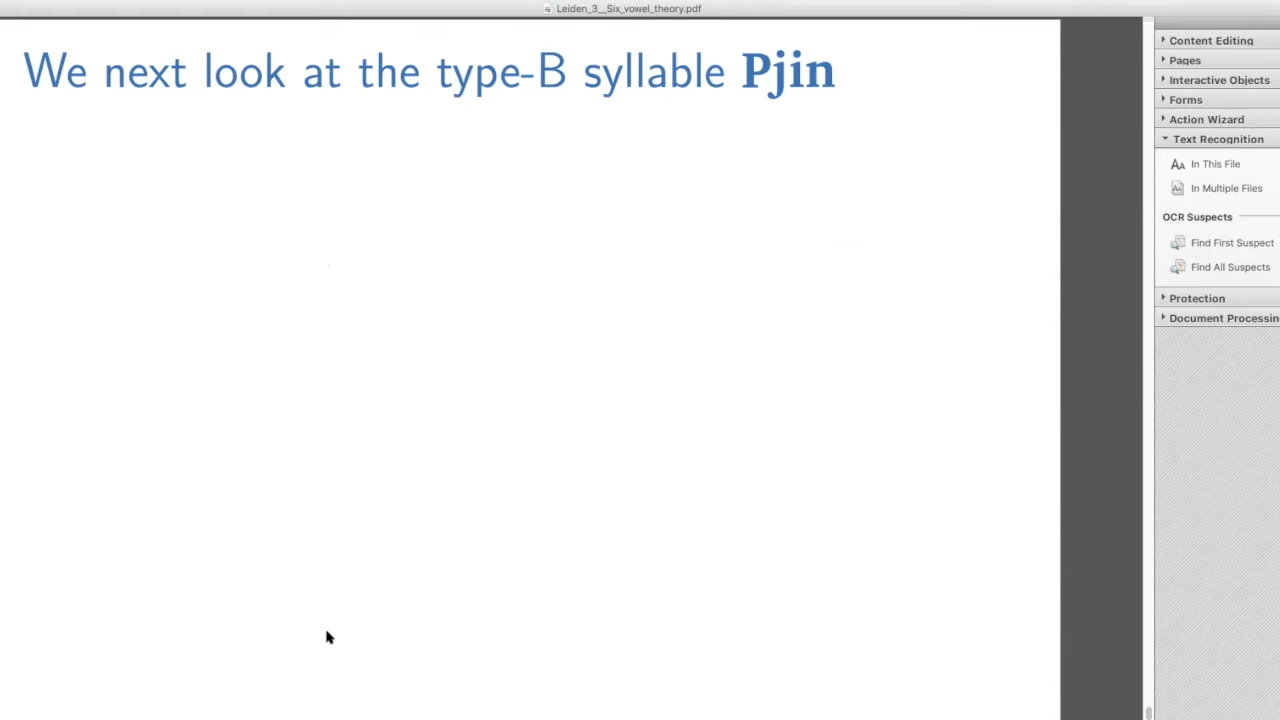 Leiden_3__Six_vowel_theory.pdf
We next look at the type-B syllable Pjin
Content Editing
Pages
Interactive Objects
Forms
Action Wizard
Text Recognition
In This File
In Multiple Files
OCR Suspects
Find First Suspect
Find All Suspects
Protection
Document Processin